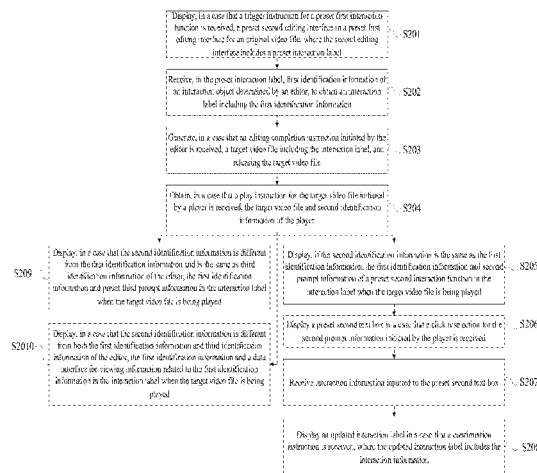 Display, in a case that a trigger instruction for a preset first interaction
function is received, a preset second editing interface in a preset first
editing interface for an original video file, where the second editing
interface includes a preset interaction label
S201
Receive, in the preset interaction label, first identification information of
an interaction object determined by an editor, to obtain an interaction
label including the first identification information
S202
Generate, in a case that an editing completion instruction initiated by the
editor is received, a target video file including the interaction label, and
releasing the target video file
S203
Obtain, in a case that a play instruction for the target video file initiated
by a player is received, the target video file and second identification
information of the player
S204
Display, in a case that the second identification information is different
from the first identification information and is the same as third
identification information of the editor, the first identification
information and preset third prompt information in the interaction label
when the target video file is being played
S209
Display, if the second identification information is the same as the first
identification information, the first identification information and second
prompt information of a preset second interaction function in the
interaction label when the target video file is being played
S205
Display a preset second text box in a case that a click instruction for the
second prompt information initiated by the player is received
S206
Display, in a case that the second identification information is different
from both the first identification information and third identification
information of the editor, the first identification information and a data
interface for viewing information related to the first identification
information in the interaction label when the target video file is being
played
S2010
Receive interaction information inputted to the preset second text box
S207
Display an updated interaction label in a case that a confirmation
instruction is received, where the updated interaction label includes the
interaction information
S208